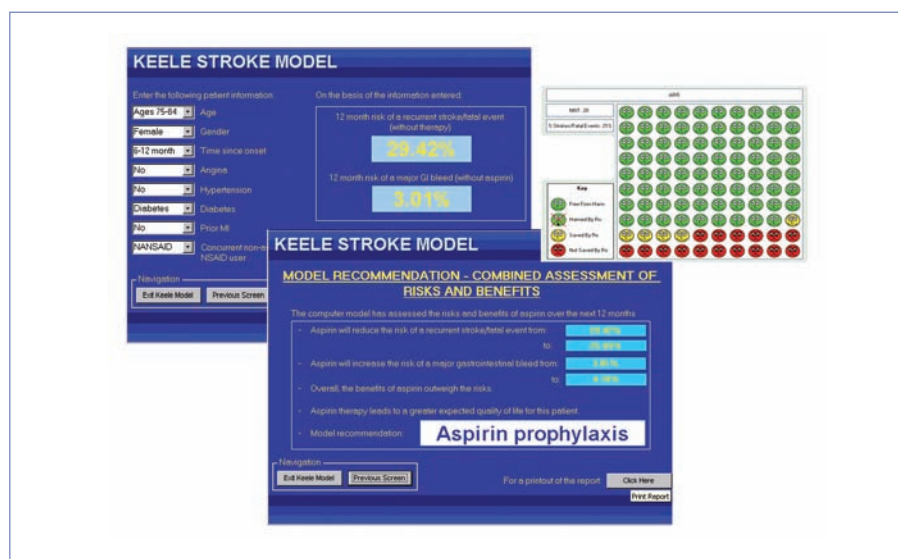 KEELE STROKE MODEL
Enter the following patient information:
Ages 75-84 Age
Female Gender
6-12 month Time since onset
No Angina
No Hypertension
Diabetes Diabetes
No Prior MI
NANSAID Concurrent non-a
NSAID user
Navigation
Exit Keele Model Previous Screen
On the basis of the information entered:
12 month risk of a recurrent stroke/fatal event
(without therapy)
29.42%
12 month risk of a major GI bleed (without aspirin)
3.01%
NNT: 20
Key
Free From Harm
Harmed By Rx
Saved By Rx
Not Saved By Rx
KEELE STROKE MODEL
MODEL RECOMMENDATION - COMBINED ASSESSMENT OF
RISKS AND BENEFITS
The computer model has assessed the risks and benefits of aspirin over the next 12 months
- Aspirin will reduce the risk of a recurrent stroke/fatal event from:
to:
- Aspirin will increase the risk of a major gastrointestinal bleed from:
to:
- Overall, the benefits of aspirin outweigh the risks.
- Aspirin therapy leads to a greater expected quality of life for this patient.
- Model recommendation: Aspirin prophylaxis
Navigation
Exit Keele Model Previous Screen
For a printout of the report: Click Here
Print Report